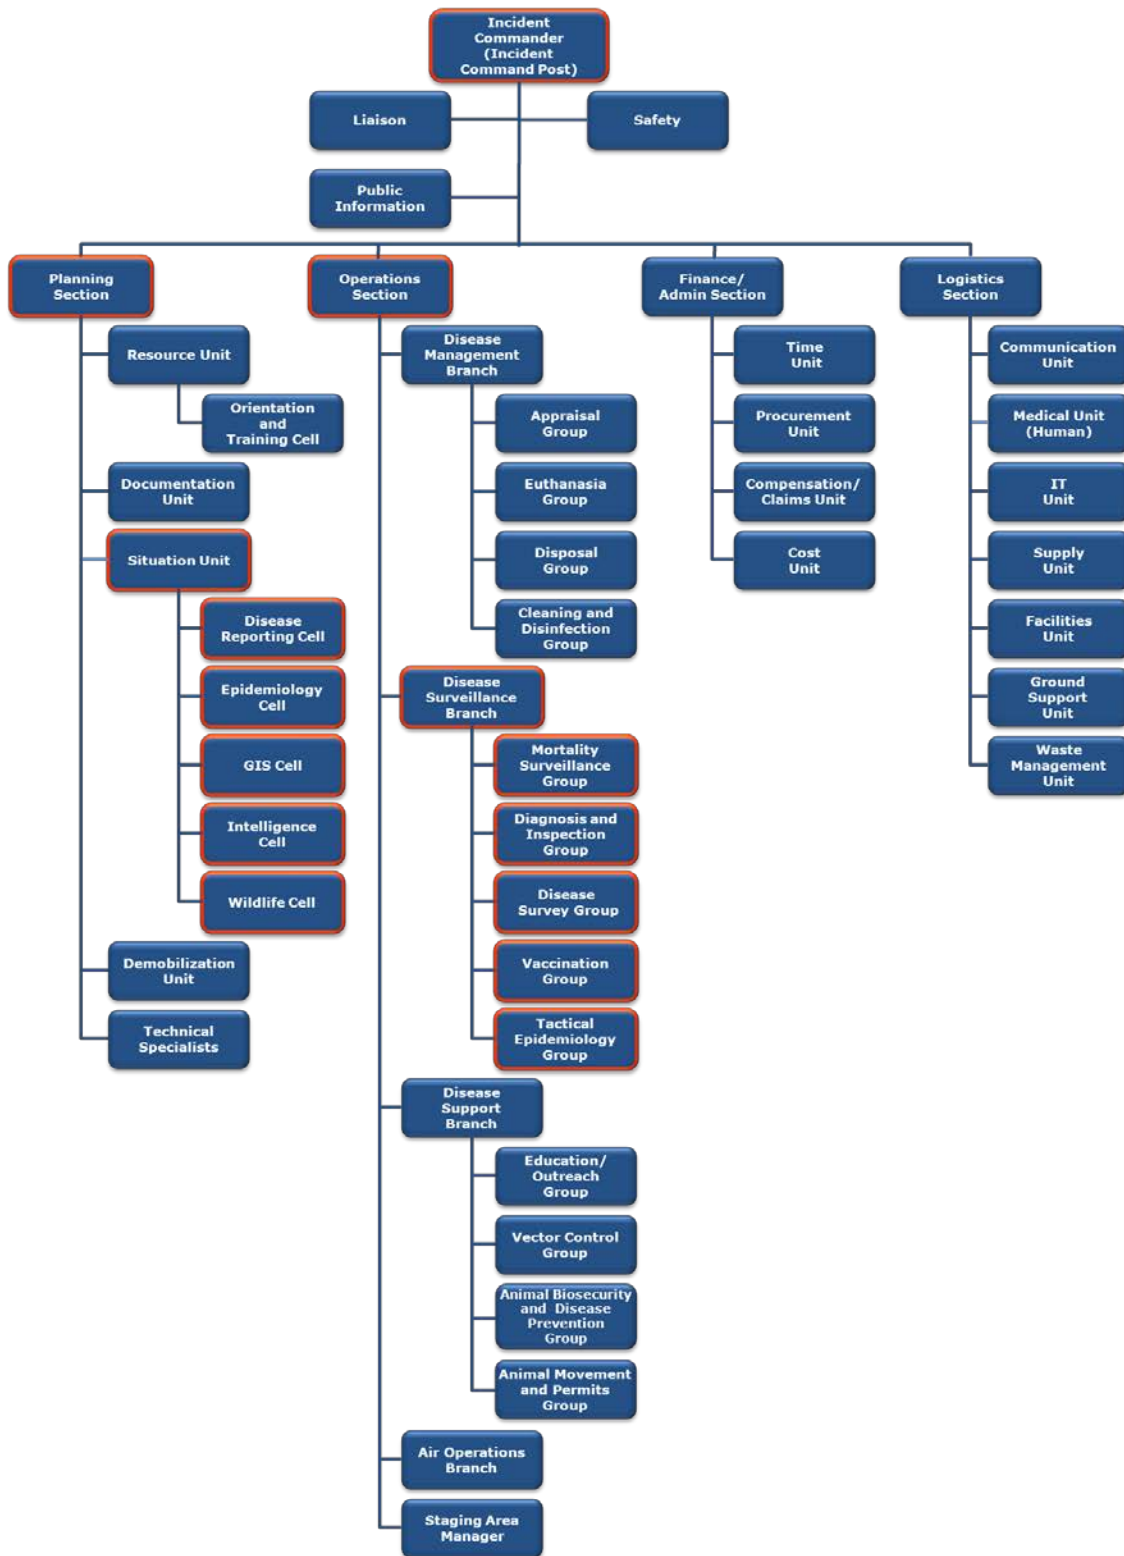 Incident
Commander
(Incident
Command Post)
Liaison
Safety
Public
Information
Planning
Section
Operations
Section
Finance/
Admin Section
Logistics
Section
Resource Unit
Orientation
and
Training Cell
Documentation
Unit
Situation Unit
Disease
Reporting Cell
Epidemiology
Cell
GIS Cell
Intelligence
Cell
Wildlife Cell
Demobilization
Unit
Technical
Specialists
Disease
Management
Branch
Appraisal
Group
Euthanasia
Group
Disposal
Group
Cleaning and
Disinfection
Group
Disease
Surveillance
Branch
Mortality
Surveillance
Group
Diagnosis and
Inspection
Group
Disease
Survey Group
Vaccination
Group
Tactical
Epidemiology
Group
Disease
Support
Branch
Education/
Outreach
Group
Vector Control
Group
Animal Biosecurity
and Disease
Prevention
Group
Animal Movement
and Permits
Group
Air Operations
Branch
Staging Area
Manager
Time
Unit
Procurement
Unit
Compensation/
Claims Unit
Cost
Unit
Communication
Unit
Medical Unit
(Human)
IT
Unit
Supply
Unit
Facilities
Unit
Ground
Support
Unit
Waste
Management
Unit